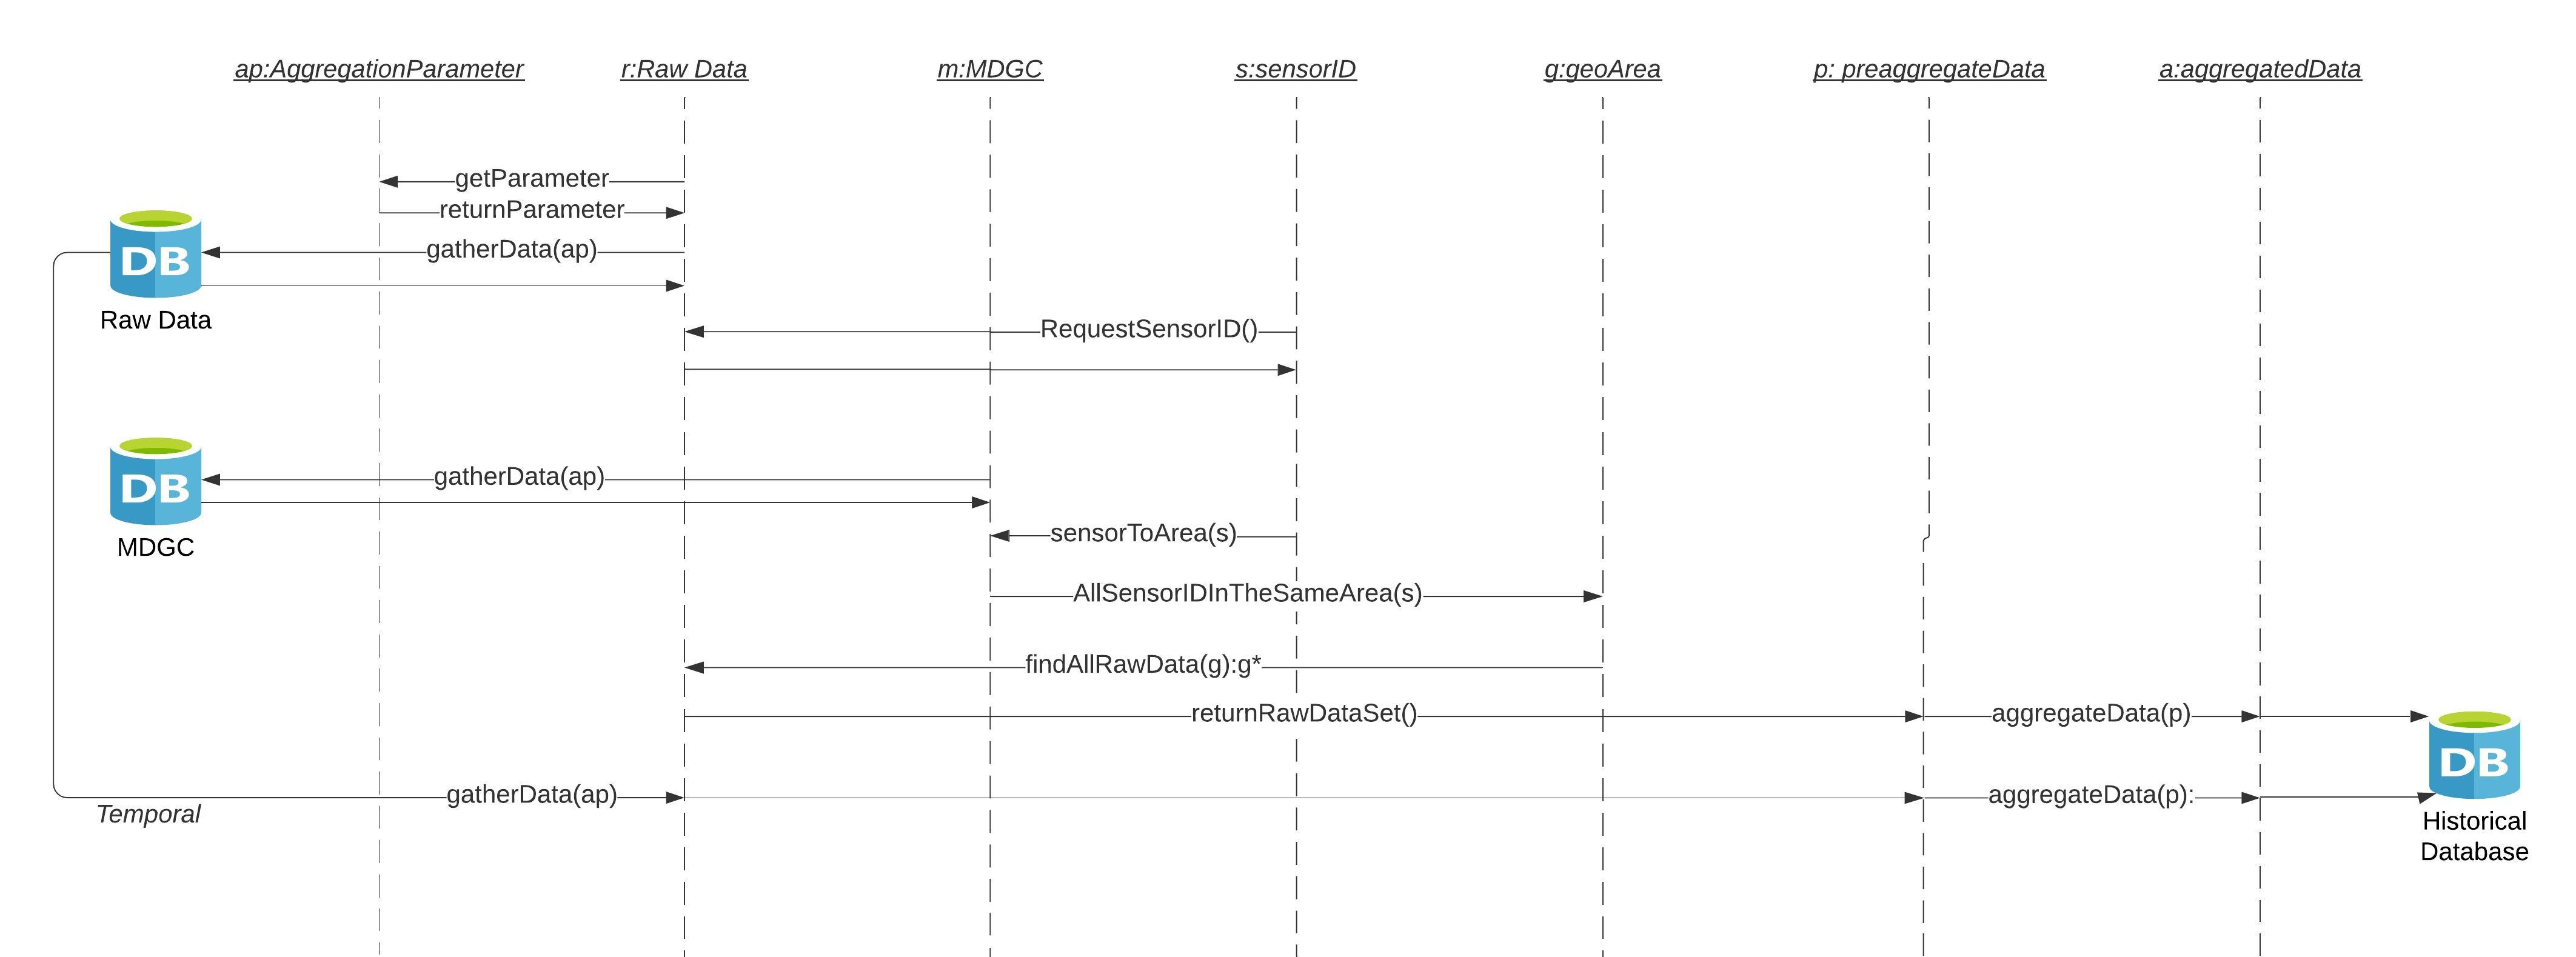 ap:AggregationParameter
r:Raw Data
m:MDGC
s:sensorID
g:geoArea
p: preaggregateData
a:aggregatedData
getParameter
returnParameter
gatherData(ap)
DB
Raw Data
RequestSensorID()
gatherData(ap)
DB
MDGC
sensorToArea(s)
AllSensorIDInTheSameArea(s)
findAllRawData(g):g*
returnRawDataSet()
aggregateData(p)
DB
Historical
Database
gatherData(ap)
aggregateData(p):
Temporal